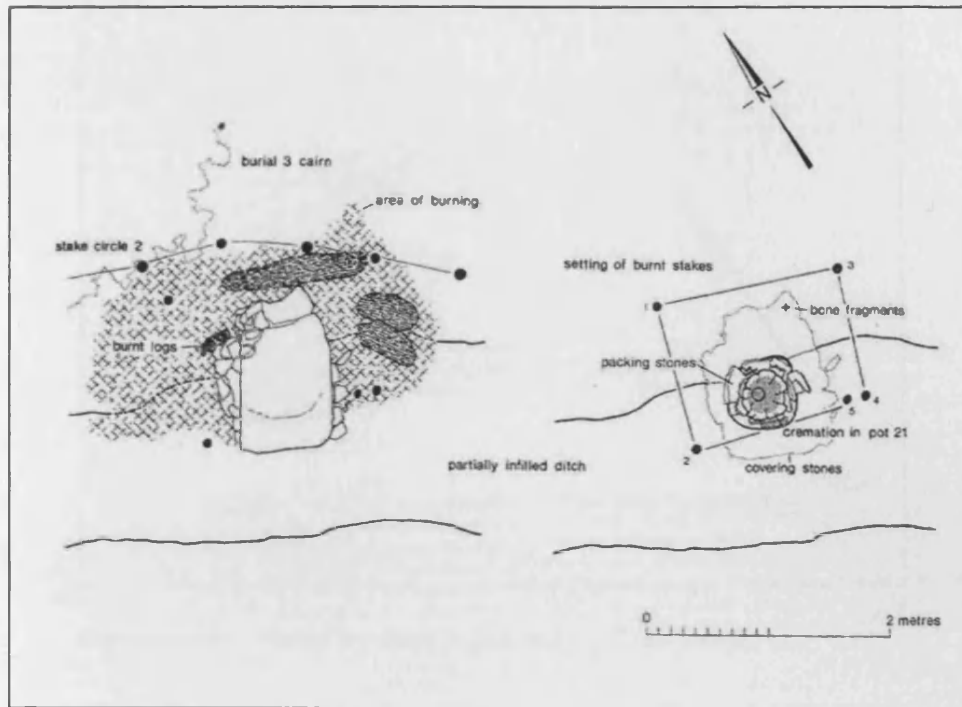 N
burial 3 cairn
area of burning
stake circle 2
burnt logs
partially infilled ditch
setting of burnt stakes
3
1
bone fragments
packing stones
5
4
cremation in pot 21
2
covering stones
0
2 metres